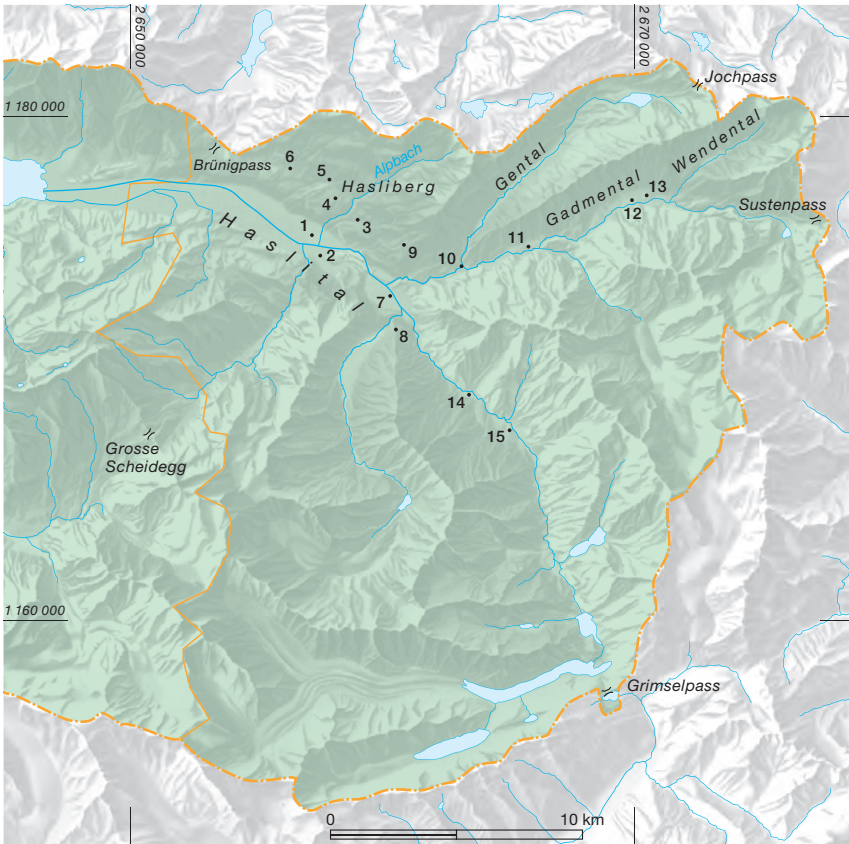 2 650 000
2 670 000
Jochpass
1 180 000
Brünigpass
Alpbach
Gental
Wendental
6
5
Hasliberg
4
Gadmental
13
12
Sustenpass
3
1
Haslital
2
9
10
11
7
8
14
15
Grosse
Scheidegg
1 160 000
Grimselpass
0
10 km